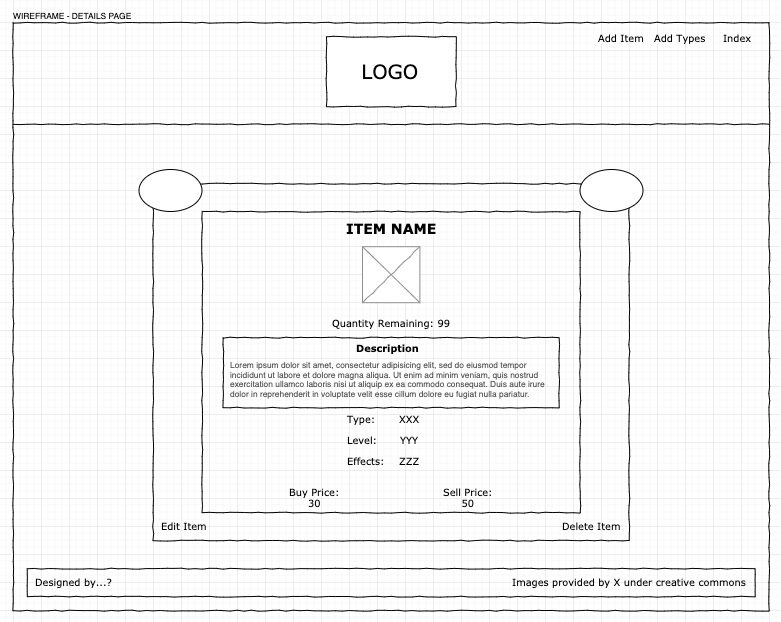 WIREFRAME - DETAILS PAGE
Add Item Add Types Index
LOGO
ITEM NAME
Quantity Remaining: 99
Description
Lorem ipsum dolor sit amet, consectetur adipisicing elit, sed do eiusmod tempor
incididunt ut labore et dolore magna aliqua. Ut enim ad minim veniam, quis nostrud
exercitation ullamco laboris nisi ut aliquip ex ea commodo consequat. Duis aute irure
dolor in reprehenderit in voluptate velit esse cillum dolore eu fugiat nulla pariatur.
Type: XXX
Level: YYY
Effects: ZZZ
Buy Price: Sell Price:
30 50
Edit Item Delete Item
Designed by...? Images provided by X under creative commons